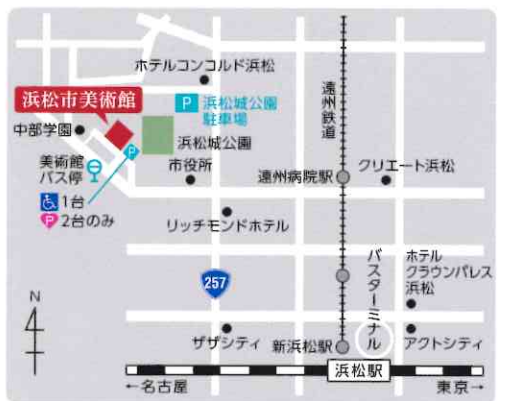 ホテルコンコルド浜松
浜松市美術館
P 浜松城公園
駐車場
遠州鉄道
中部学園
P
浜松城公園
美術館
バス停
市役所
遠州病院駅
クリエート浜松
1台
P 2台のみ
リッチモンドホテル
257
バスターミナル
ホテル
クラウンパレス
浜松
N
ザザシティ
新浜松駅
アクトシティ
浜松駅
←名古屋
東京→